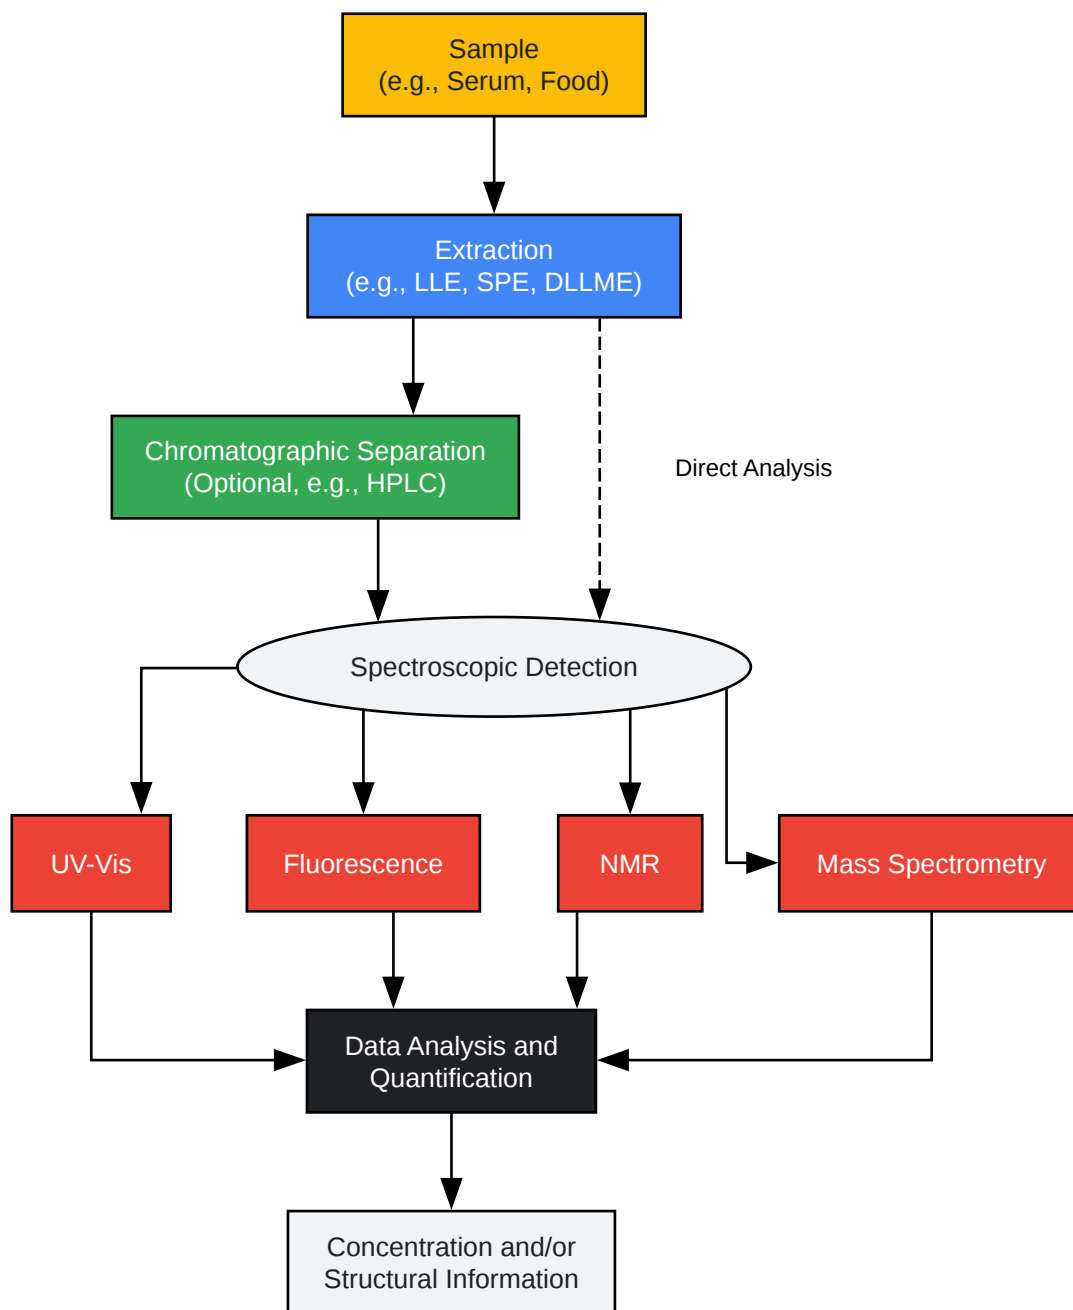 Sample
(e.g., Serum, Food)
Extraction
(e.g., LLE, SPE, DLLME)
Chromatographic Separation
(Optional, e.g., HPLC)
Direct Analysis
Spectroscopic Detection
UV-Vis
Fluorescence
NMR
Mass Spectrometry
Data Analysis and
Quantification
Concentration and/or
Structural Information